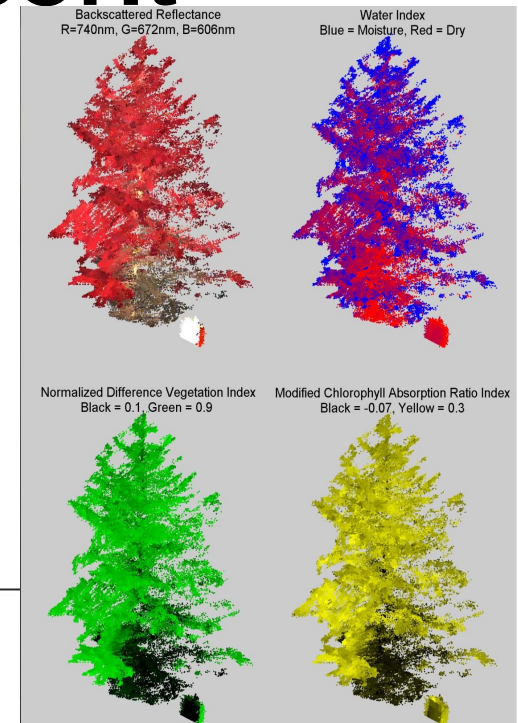 Backscattered Reflectance
R=740nm, G=672nm, B=606nm
Water Index
Blue = Moisture, Red = Dry
Normalized Difference Vegetation Index
Black = 0.1, Green = 0.9
Modified Chlorophyll Absorption Ratio Index
Black = -0.07, Yellow = 0.3